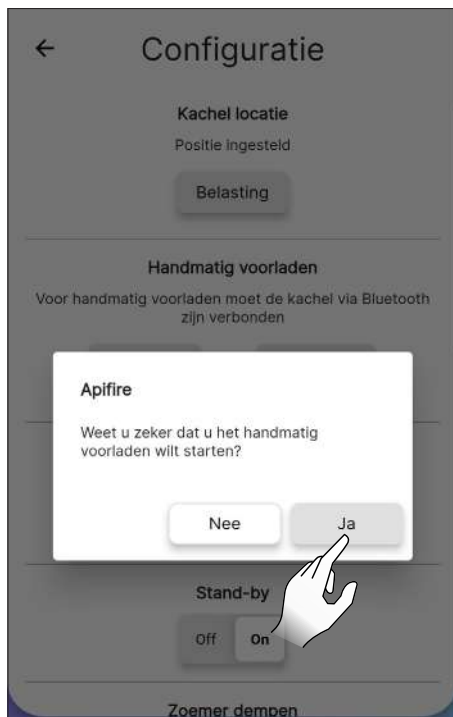 Configuratie
Kachel locatie
Positie ingesteld
Belasting
Handmatig voorladen
Voor handmatig voorladen moet de kachel via Bluetooth
zijn verbonden
Apifire
Weet u zeker dat u het handmatig
voorladen wilt starten?
Nee Ja
Stand-by
Off On
Zoemer dempen